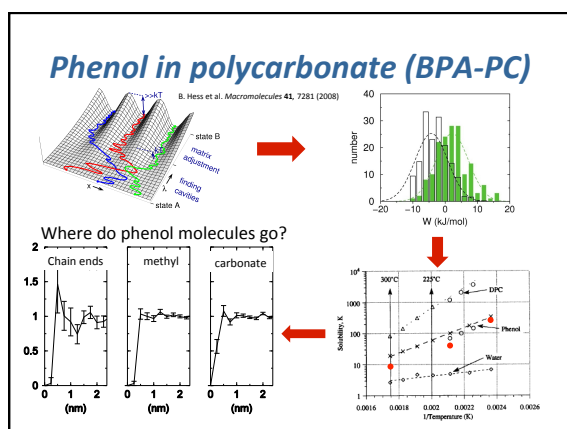 Phenol in polycarbonate (BPA-PC)
B. Hess et al. Macromolecules 41, 7281 (2008)
>>kT
kT
state B
matrix
adjustment
λ
finding
cavities
x
state A
number
40
30
20
10
0
−20 −10 0 10 20
W (kJ/mol)
Where do phenol molecules go?
2
1.5
1
0.5
0
Chain ends
methyl
carbonate
0 1 2
(nm)
0 1 2
(nm)
0 1 2
(nm)
Solubility, K
10⁴
1000
100
10
1
300°C
225°C
DPC
Phenol
Water
0.0016 0.0018 0.002 0.0022 0.0024 0.0026
1/Temperature (K)